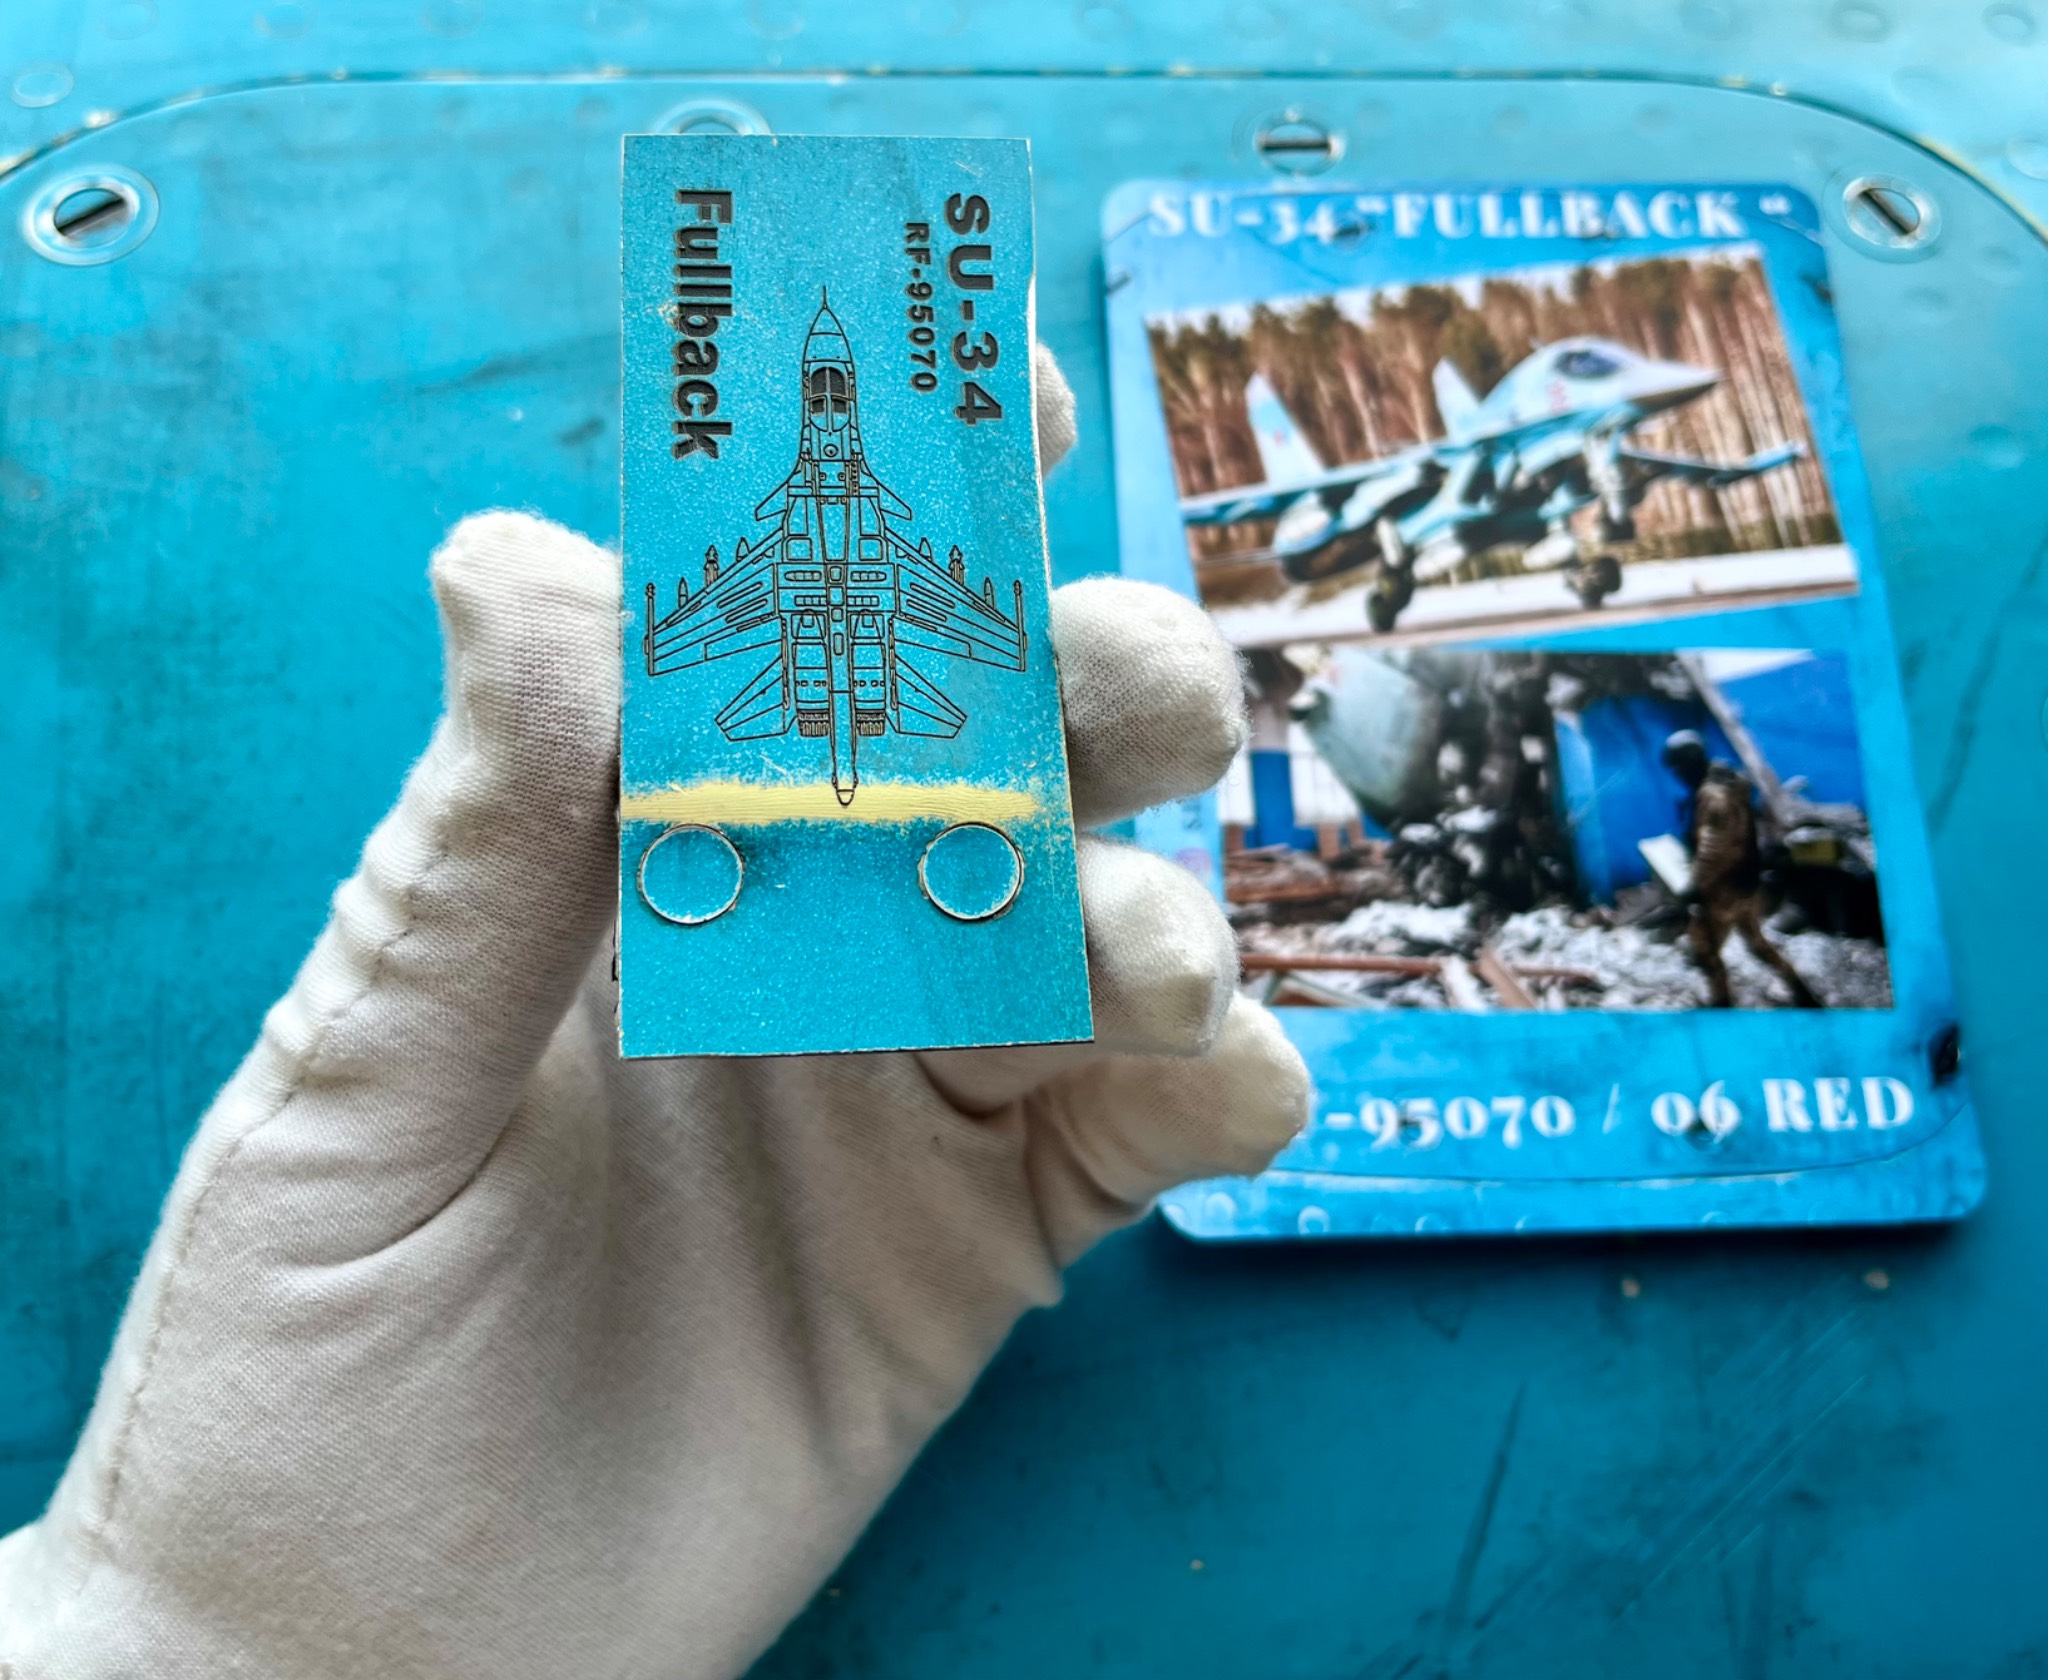 SU-34
RF-95070
Fullback
SU-34 "FULLBACK "
-95070 / 06 RED